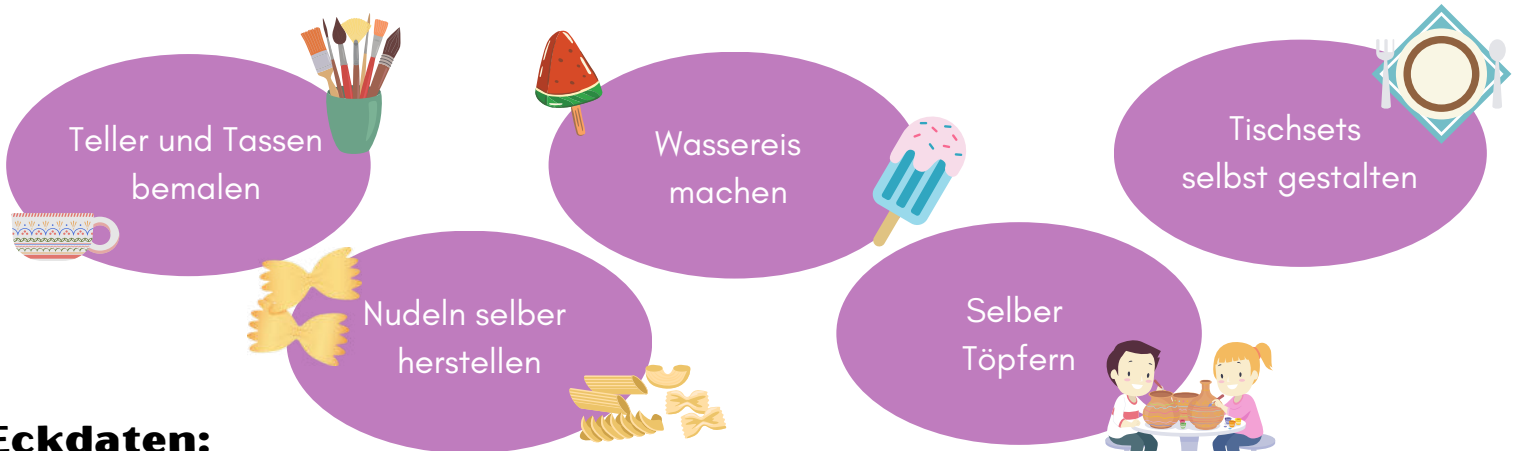 Teller und Tassen
bemalen
Wassereis
machen
Tischsets
selbst gestalten
Nudeln selber
herstellen
Selber
Töpfern
Eckdaten: